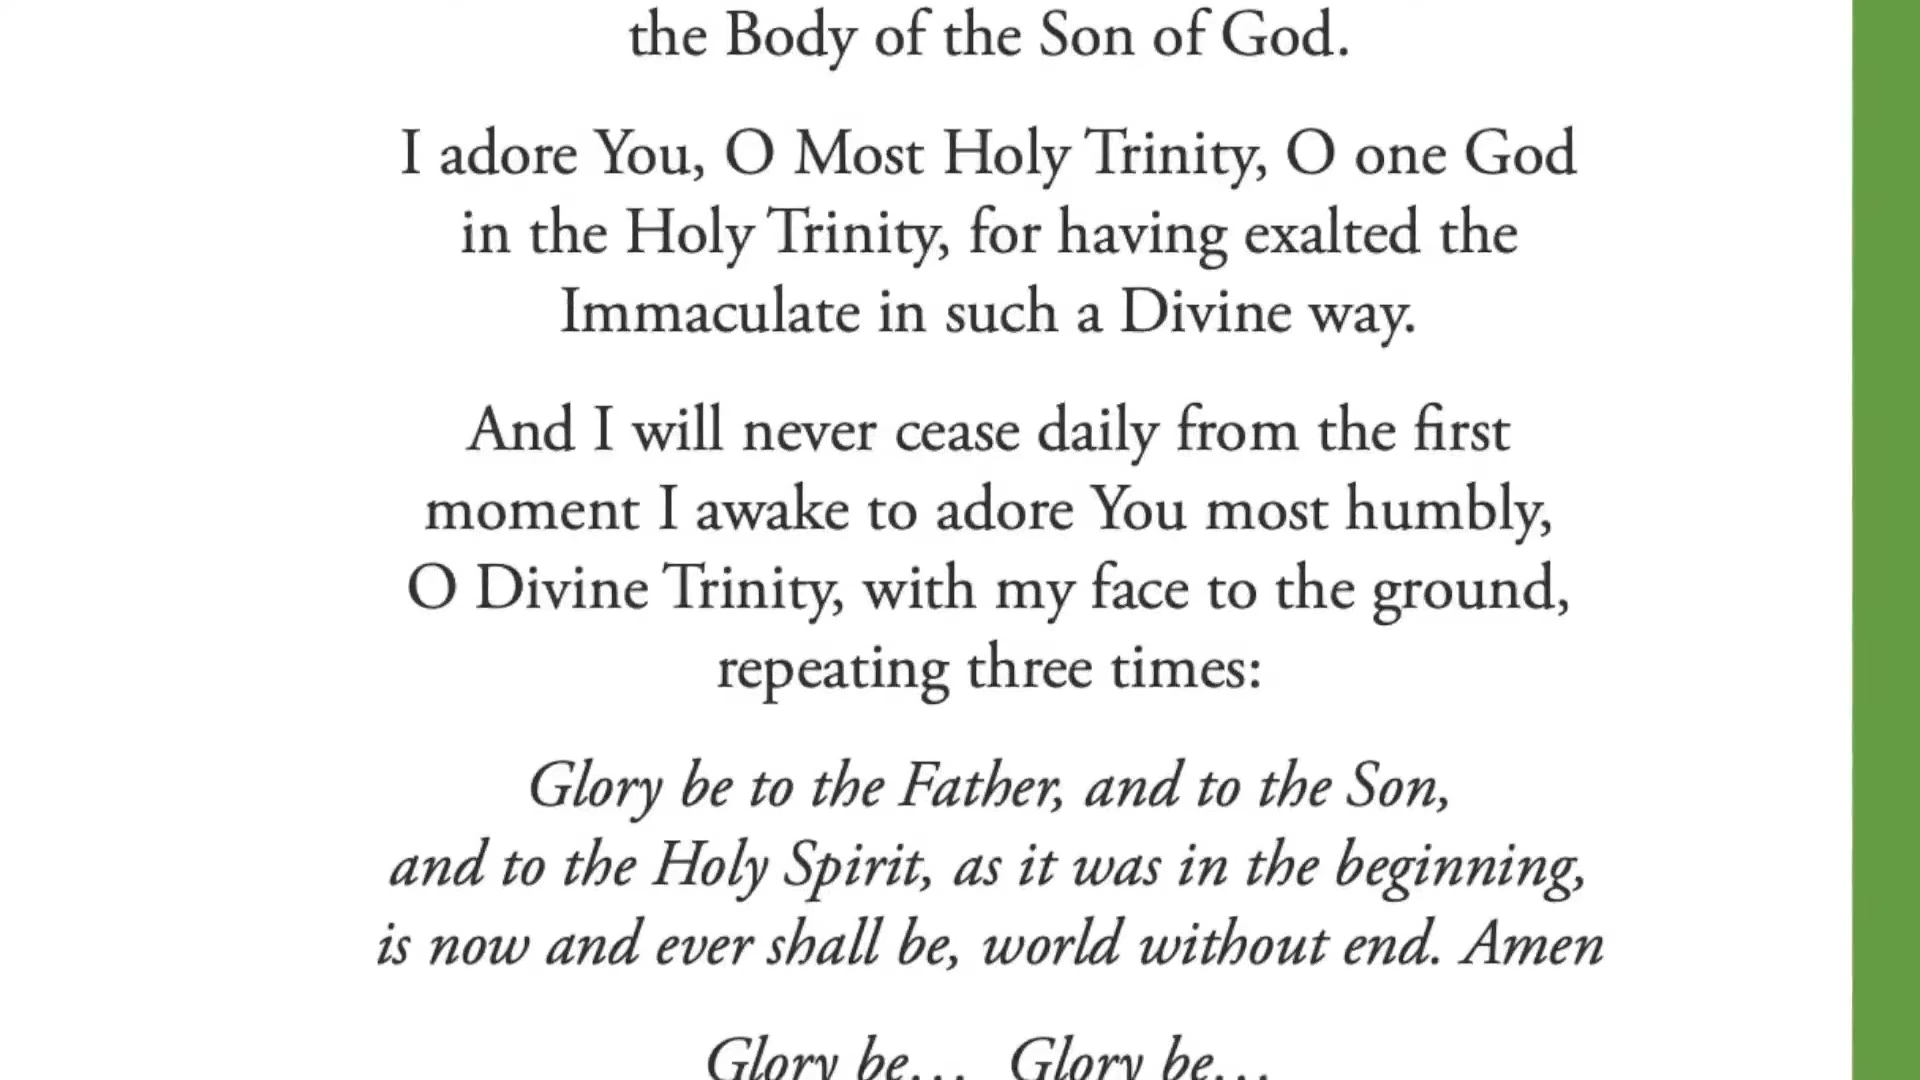 the Body of the Son of God.
I adore You, O Most Holy Trinity, O one God
in the Holy Trinity, for having exalted the
Immaculate in such a Divine way.
And I will never cease daily from the first
moment I awake to adore You most humbly,
O Divine Trinity, with my face to the ground,
repeating three times:
Glory be to the Father, and to the Son,
and to the Holy Spirit, as it was in the beginning,
is now and ever shall be, world without end. Amen
Glory be... Glory be...